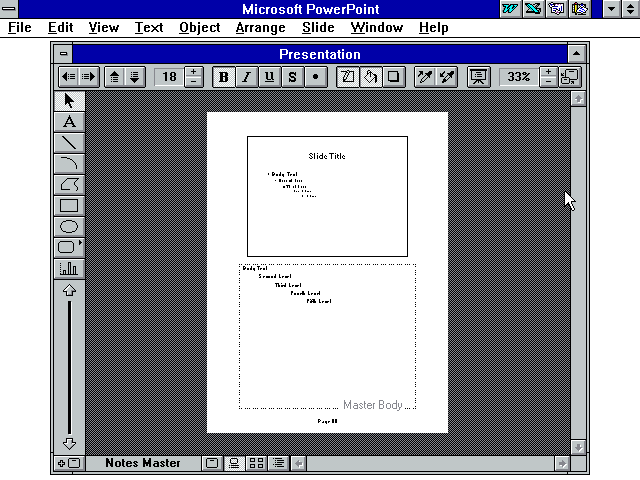 Microsoft PowerPoint
File Edit View Text Object Arrange Slide Window Help
Presentation
18 B I U S 33%
A
Slide Title
• Body Text
Body Text
Second Level
Third Level
Fourth Level
Fifth Level
Master Body
Page ##
Notes Master